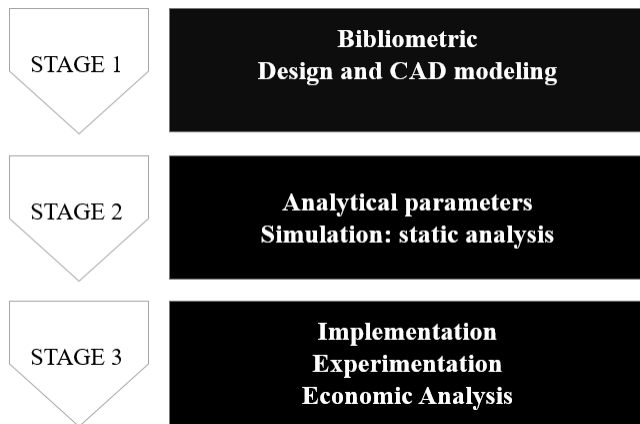 STAGE 1
Bibliometric
Design and CAD modeling
STAGE 2
Analytical parameters
Simulation: static analysis
STAGE 3
Implementation
Experimentation
Economic Analysis